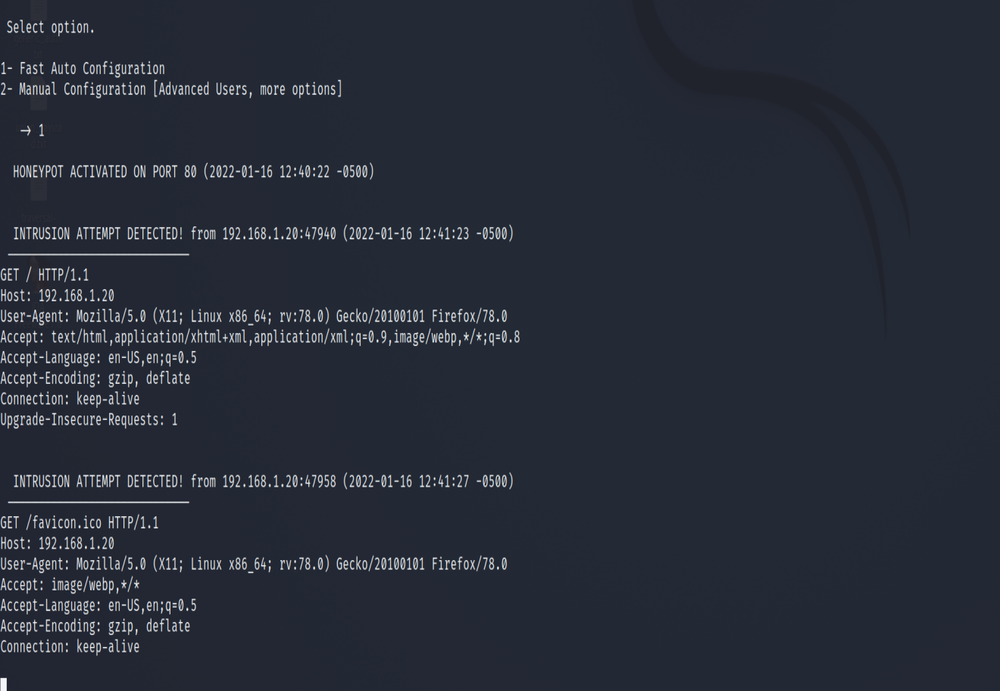 Select option.
1- Fast Auto Configuration
2- Manual Configuration [Advanced Users, more options]
→ 1
HONEYPOT ACTIVATED ON PORT 80 (2022-01-16 12:40:22 -0500)
INTRUSION ATTEMPT DETECTED! from 192.168.1.20:47940 (2022-01-16 12:41:23 -0500)
GET / HTTP/1.1
Host: 192.168.1.20
User-Agent: Mozilla/5.0 (X11; Linux x86_64; rv:78.0) Gecko/20100101 Firefox/78.0
Accept: text/html,application/xhtml+xml,application/xml;q=0.9,image/webp,*/*;q=0.8
Accept-Language: en-US,en;q=0.5
Accept-Encoding: gzip, deflate
Connection: keep-alive
Upgrade-Insecure-Requests: 1
INTRUSION ATTEMPT DETECTED! from 192.168.1.20:47958 (2022-01-16 12:41:27 -0500)
GET /favicon.ico HTTP/1.1
Host: 192.168.1.20
User-Agent: Mozilla/5.0 (X11; Linux x86_64; rv:78.0) Gecko/20100101 Firefox/78.0
Accept: image/webp,*/*
Accept-Language: en-US,en;q=0.5
Accept-Encoding: gzip, deflate
Connection: keep-alive